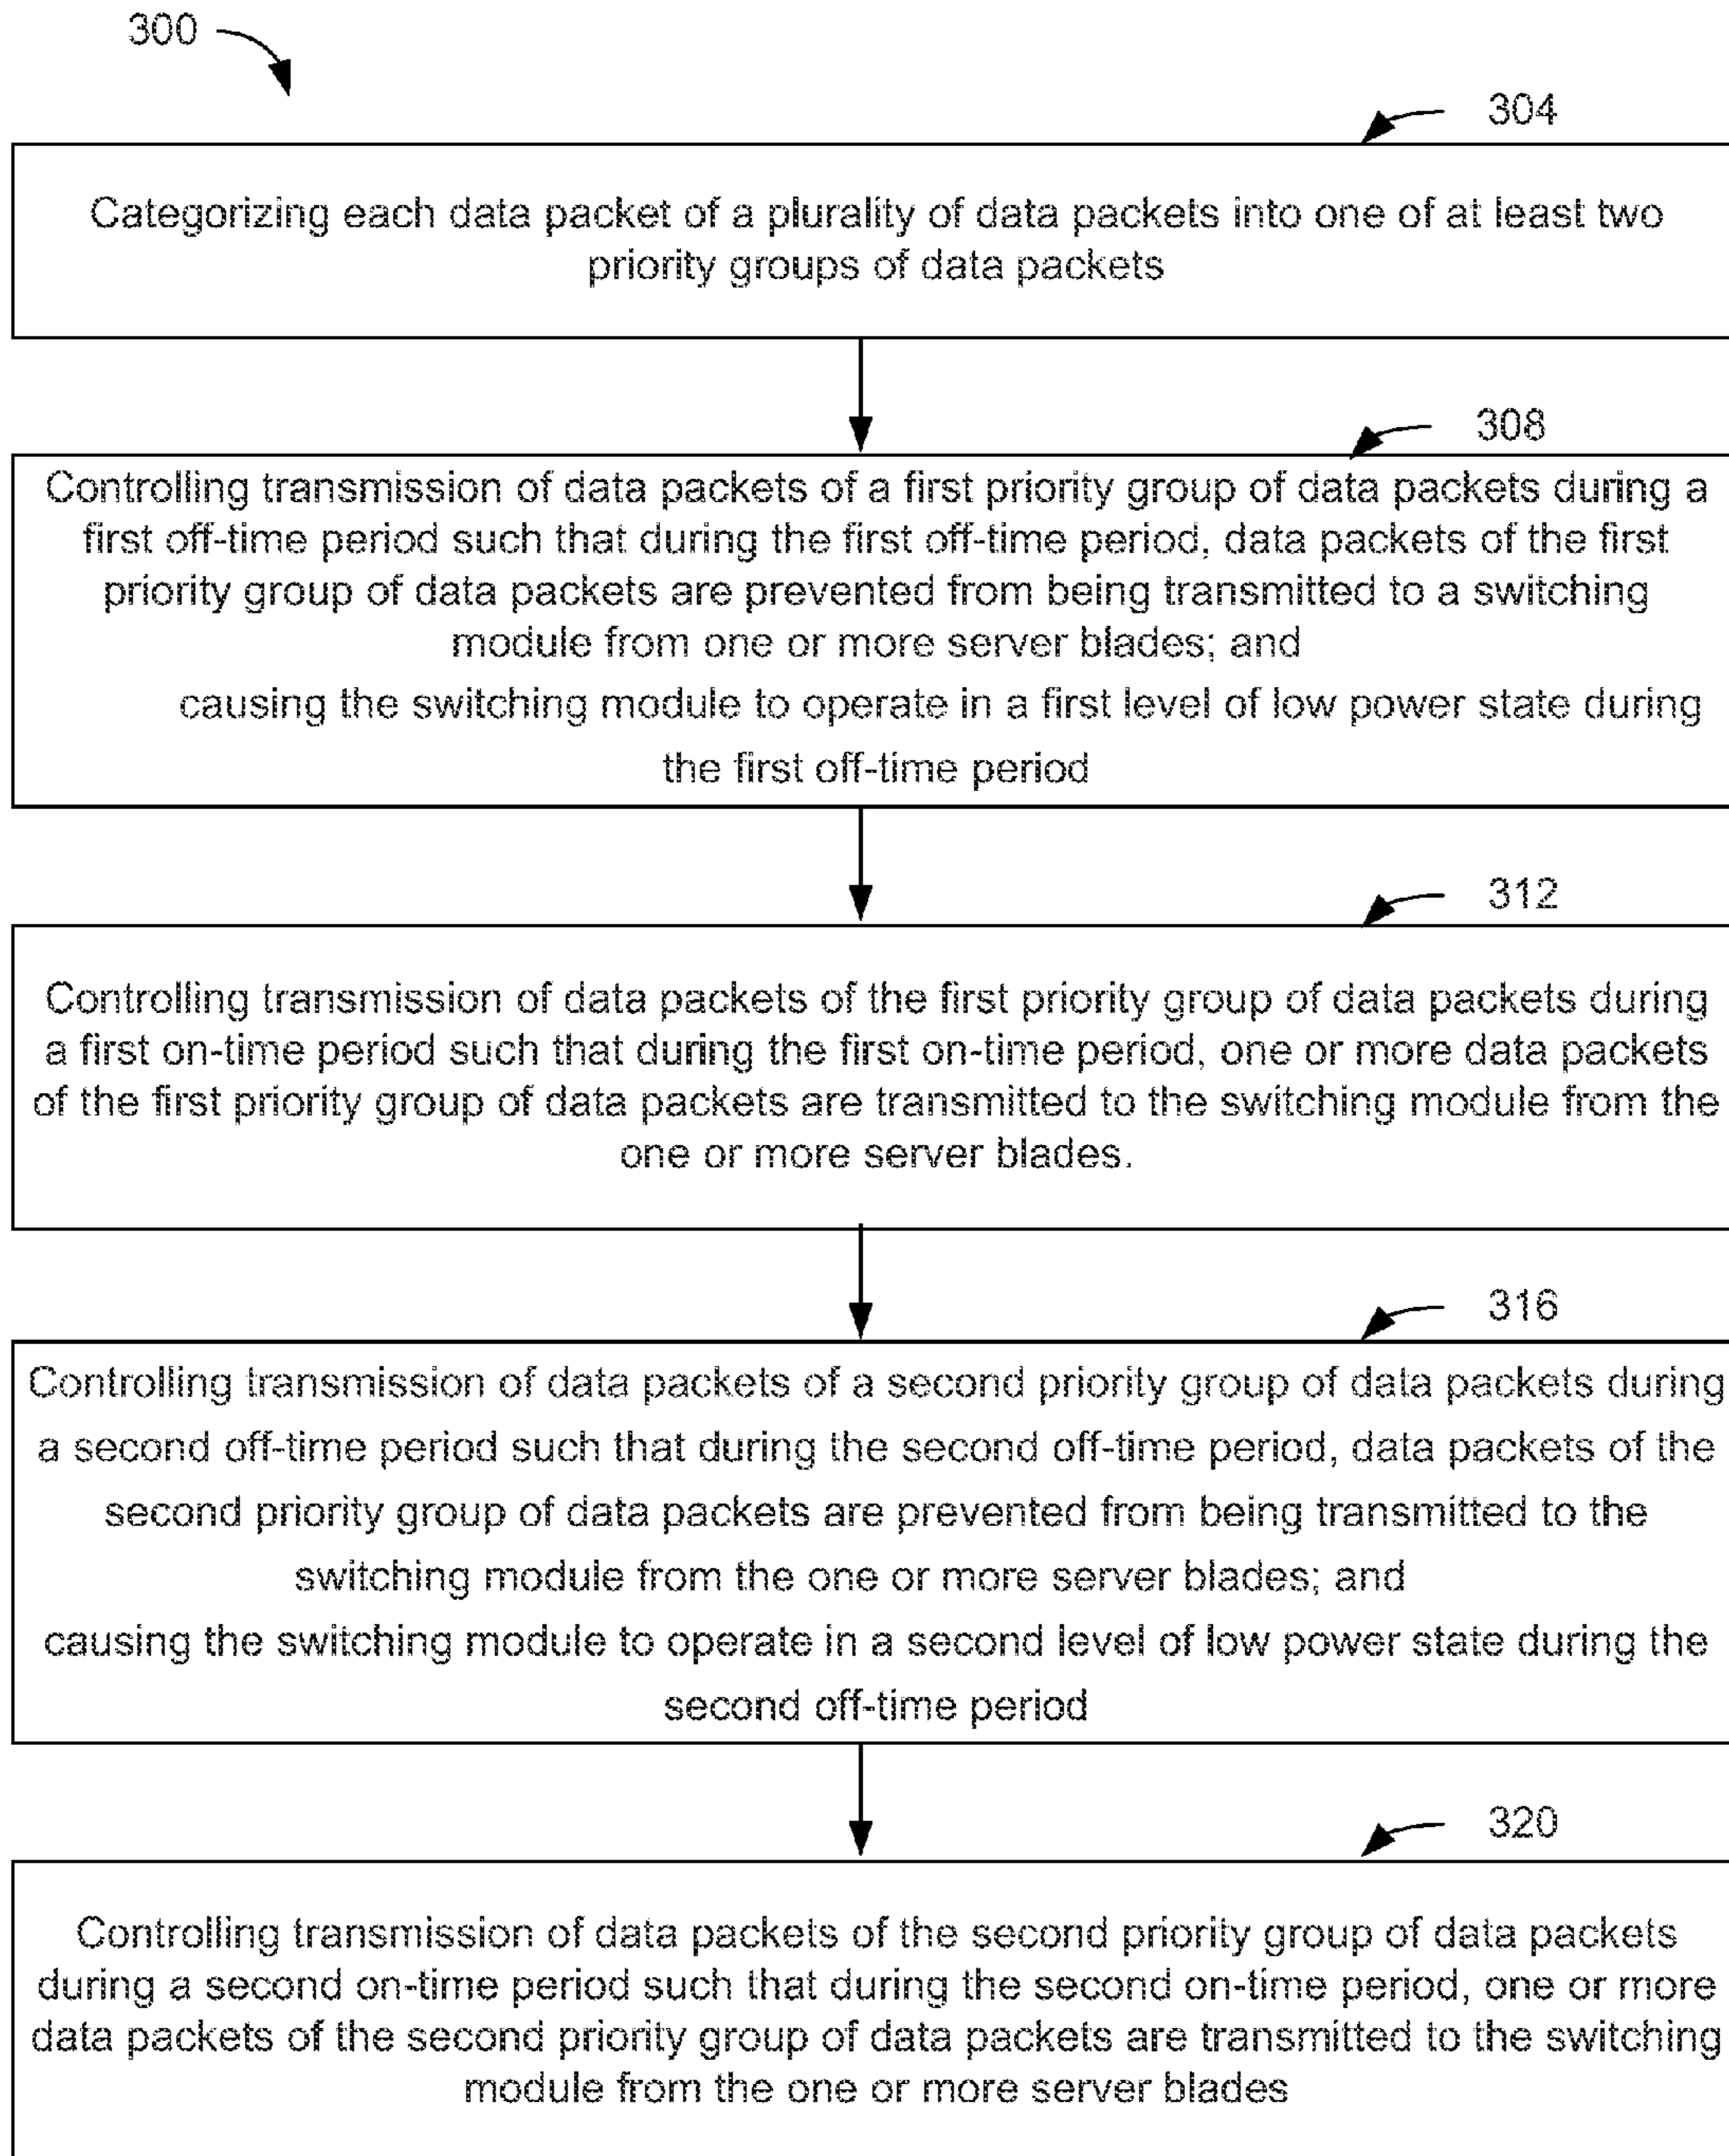 300
304
Categorizing each data packet of a plurality of data packets into one of at least two
priority groups of data packets
308
Controlling transmission of data packets of a first priority group of data packets during a
first off-time period such that during the first off-time period, data packets of the first
priority group of data packets are prevented from being transmitted to a switching
module from one or more server blades; and
causing the switching module to operate in a first level of low power state during
the first off-time period
312
Controlling transmission of data packets of the first priority group of data packets during
a first on-time period such that during the first on-time period, one or more data packets
of the first priority group of data packets are transmitted to the switching module from the
one or more server blades.
316
Controlling transmission of data packets of a second priority group of data packets during
a second off-time period such that during the second off-time period, data packets of the
second priority group of data packets are prevented from being transmitted to the
switching module from the one or more server blades; and
causing the switching module to operate in a second level of low power state during the
second off-time period
320
Controlling transmission of data packets of the second priority group of data packets
during a second on-time period such that during the second on-time period, one or more
data packets of the second priority group of data packets are transmitted to the switching
module from the one or more server blades